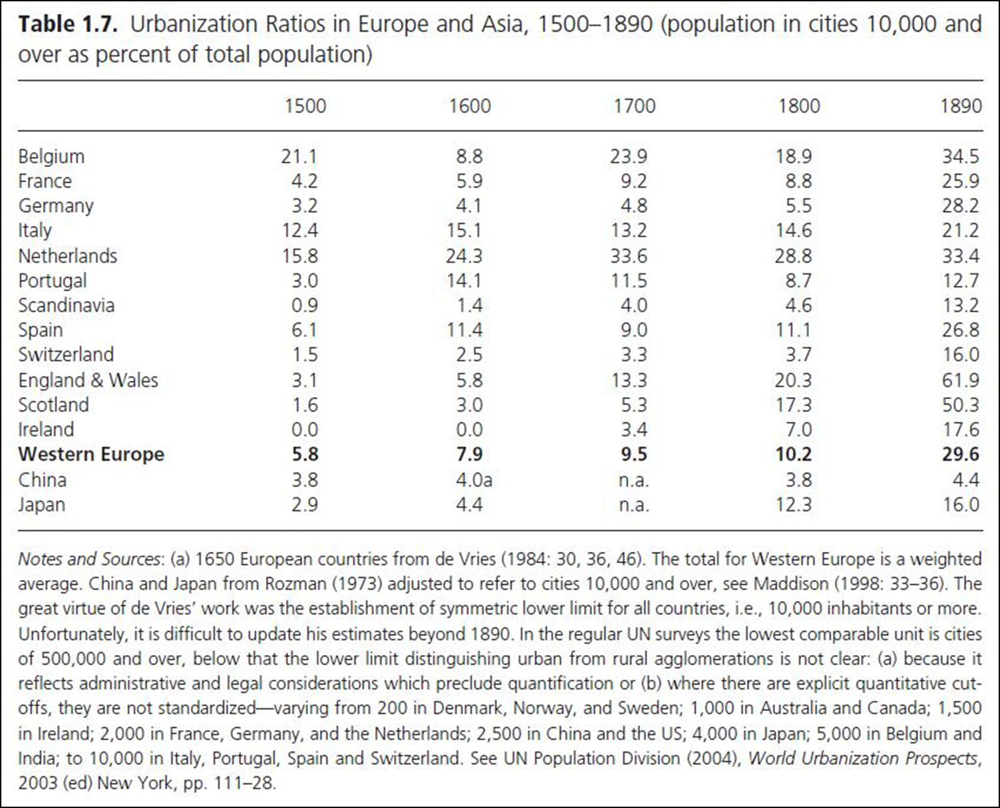 Table 1.7. Urbanization Ratios in Europe and Asia, 1500–1890 (population in cities 10,000 and
over as percent of total population)
1500 1600 1700 1800 1890
Belgium 21.1 8.8 23.9 18.9 34.5
France 4.2 5.9 9.2 8.8 25.9
Germany 3.2 4.1 4.8 5.5 28.2
Italy 12.4 15.1 13.2 14.6 21.2
Netherlands 15.8 24.3 33.6 28.8 33.4
Portugal 3.0 14.1 11.5 8.7 12.7
Scandinavia 0.9 1.4 4.0 4.6 13.2
Spain 6.1 11.4 9.0 11.1 26.8
Switzerland 1.5 2.5 3.3 3.7 16.0
England & Wales 3.1 5.8 13.3 20.3 61.9
Scotland 1.6 3.0 5.3 17.3 50.3
Ireland 0.0 0.0 3.4 7.0 17.6
Western Europe 5.8 7.9 9.5 10.2 29.6
China 3.8 4.0a n.a. 3.8 4.4
Japan 2.9 4.4 n.a. 12.3 16.0
Notes and Sources: (a) 1650 European countries from de Vries (1984: 30, 36, 46). The total for Western Europe is a weighted
average. China and Japan from Rozman (1973) adjusted to refer to cities 10,000 and over, see Maddison (1998: 33–36). The
great virtue of de Vries’ work was the establishment of symmetric lower limit for all countries, i.e., 10,000 inhabitants or more.
Unfortunately, it is difficult to update his estimates beyond 1890. In the regular UN surveys the lowest comparable unit is cities
of 500,000 and over, below that the lower limit distinguishing urban from rural agglomerations is not clear: (a) because it
reflects administrative and legal considerations which preclude quantification or (b) where there are explicit quantitative cut-
offs, they are not standardized—varying from 200 in Denmark, Norway, and Sweden; 1,000 in Australia and Canada; 1,500
in Ireland; 2,000 in France, Germany, and the Netherlands; 2,500 in China and the US; 4,000 in Japan; 5,000 in Belgium and
India; to 10,000 in Italy, Portugal, Spain and Switzerland. See UN Population Division (2004), World Urbanization Prospects,
2003 (ed) New York, pp. 111–28.